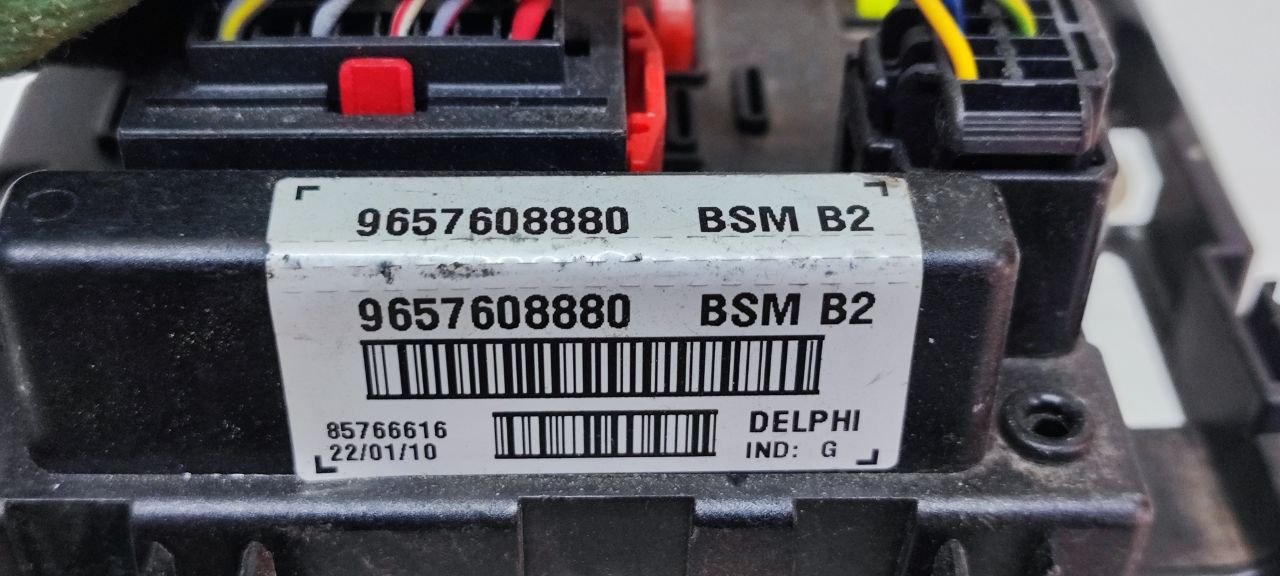 9657608880 BSM B2
9657608880 BSM B2
85766616
22/01/10
DELPHI
IND: G